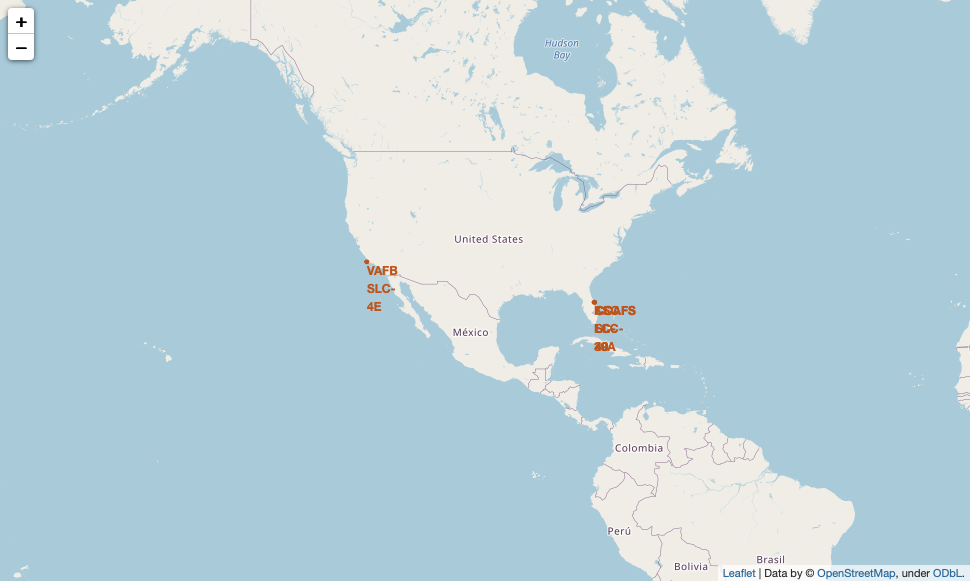 +
−
Hudson
Bay
United States
VAFB
SLC-
4E
México
Colombia
Perú
Bolivia
Brasil
Leaflet | Data by © OpenStreetMap, under ODbL.